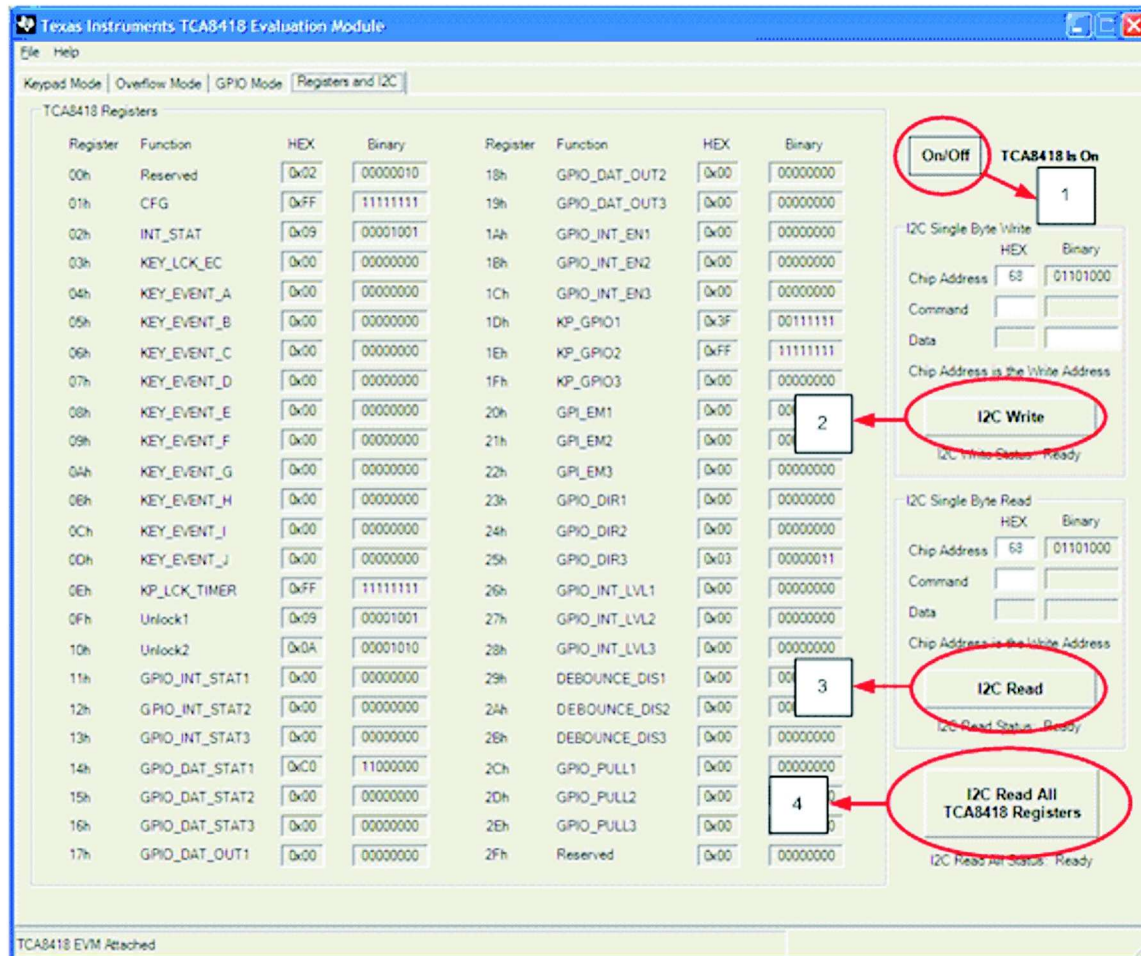 Texas Instruments TCA8418 Evaluation Module
File Help
Keypad Mode Overflow Mode GPIO Mode Registers and I2C
TCA8418 Registers
Register Function HEX Binary Register Function HEX Binary
00h Reserved 0x02 00000010 18h GPIO_DAT_OUT2 0x00 00000000
01h CFG 0xFF 11111111 19h GPIO_DAT_OUT3 0x00 00000000
02h INT_STAT 0x09 00001001 1Ah GPIO_INT_EN1 0x00 00000000
03h KEY_LCK_EC 0x00 00000000 1Bh GPIO_INT_EN2 0x00 00000000
04h KEY_EVENT_A 0x00 00000000 1Ch GPIO_INT_EN3 0x00 00000000
05h KEY_EVENT_B 0x00 00000000 1Dh KP_GPIO1 0x3F 00111111
06h KEY_EVENT_C 0x00 00000000 1Eh KP_GPIO2 0xFF 11111111
07h KEY_EVENT_D 0x00 00000000 1Fh KP_GPIO3 0x00 00000000
08h KEY_EVENT_E 0x00 00000000 20h GPI_EM1 0x00
09h KEY_EVENT_F 0x00 00000000 21h GPI_EM2 0x00
0Ah KEY_EVENT_G 0x00 00000000 22h GPI_EM3 0x00 00000000
0Bh KEY_EVENT_H 0x00 00000000 23h GPIO_DIR1 0x00 00000000
0Ch KEY_EVENT_I 0x00 00000000 24h GPIO_DIR2 0x00 00000000
0Dh KEY_EVENT_J 0x00 00000000 25h GPIO_DIR3 0x03 00000011
0Eh KP_LCK_TIMER 0xFF 11111111 26h GPIO_INT_LVL1 0x00 00000000
0Fh Unlock1 0x09 00001001 27h GPIO_INT_LVL2 0x00 00000000
10h Unlock2 0x0A 00001010 28h GPIO_INT_LVL3 0x00 00000000
11h GPIO_INT_STAT1 0x00 00000000 29h DEBOUNCE_DIS1 0x00
12h GPIO_INT_STAT2 0x00 00000000 2Ah DEBOUNCE_DIS2 0x00
13h GPIO_INT_STAT3 0x00 00000000 2Bh DEBOUNCE_DIS3 0x00 00000000
14h GPIO_DAT_STAT1 0xC0 11000000 2Ch GPIO_PULL1 0x00 00000000
15h GPIO_DAT_STAT2 0x00 00000000 2Dh GPIO_PULL2 0x00
16h GPIO_DAT_STAT3 0x00 00000000 2Eh GPIO_PULL3 0x00
17h GPIO_DAT_OUT1 0x00 00000000 2Fh Reserved 0x00 00000000
On/Off TCA8418 Is On
1
I2C Single Byte Write
HEX Binary
Chip Address 68 01101000
Command
Data
Chip Address is the Write Address
2
I2C Write
I2C Write Status: Ready
I2C Single Byte Read
HEX Binary
Chip Address 68 01101000
Command
Data
Chip Address is the Write Address
3
I2C Read
I2C Read Status: Ready
4
I2C Read All
TCA8418 Registers
I2C Read All Status: Ready
TCA8418 EVM Attached